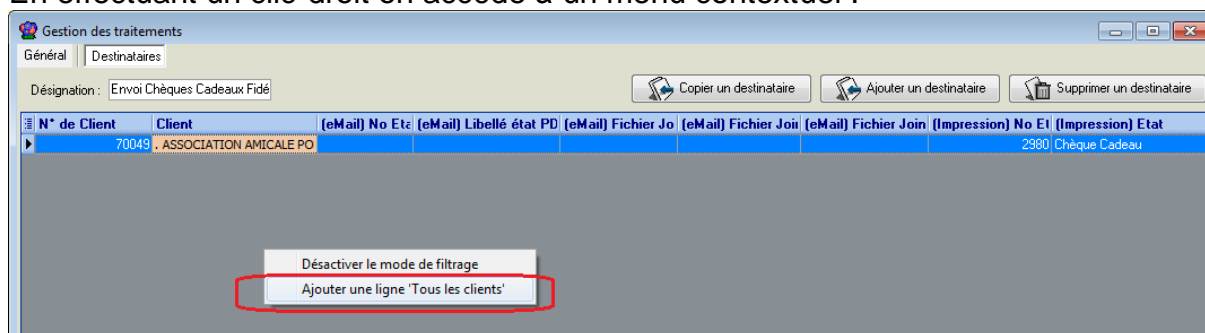 En effectuant un clic droit on accède à un menu contextuel :
Gestion des traitements
Général Destinataires
Désignation : Envoi Chèques Cadeaux Fidé Copier un destinataire Ajouter un destinataire Supprimer un destinataire
N° de Client Client (eMail) No Eta (eMail) Libellé état PD (eMail) Fichier Jo (eMail) Fichier Join (eMail) Fichier Join (Impression) No Et (Impression) Etat
70049 . ASSOCIATION AMICALE PO 2980 Chèque Cadeau
Désactiver le mode de filtrage
Ajouter une ligne 'Tous les clients'